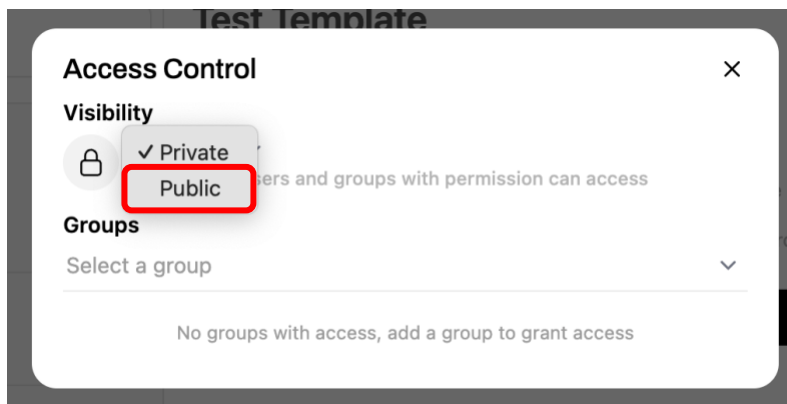 Test Template
Access Control
Visibility
✓ Private
Public
sers and groups with permission can access
Groups
Select a group
No groups with access, add a group to grant access